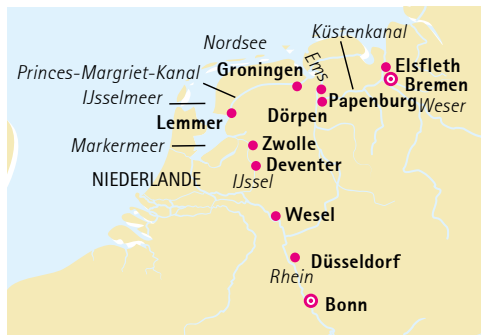 Nordsee
Küstenkanal
Princes-Margriet-Kanal
Groningen
Ems
Elsfleth
Bremen
IJsselmeer
Papenburg
Weser
Dörpen
Lemmer
Markermeer
Zwolle
Deventer
NIEDERLANDE
IJssel
Wesel
Düsseldorf
Rhein
Bonn